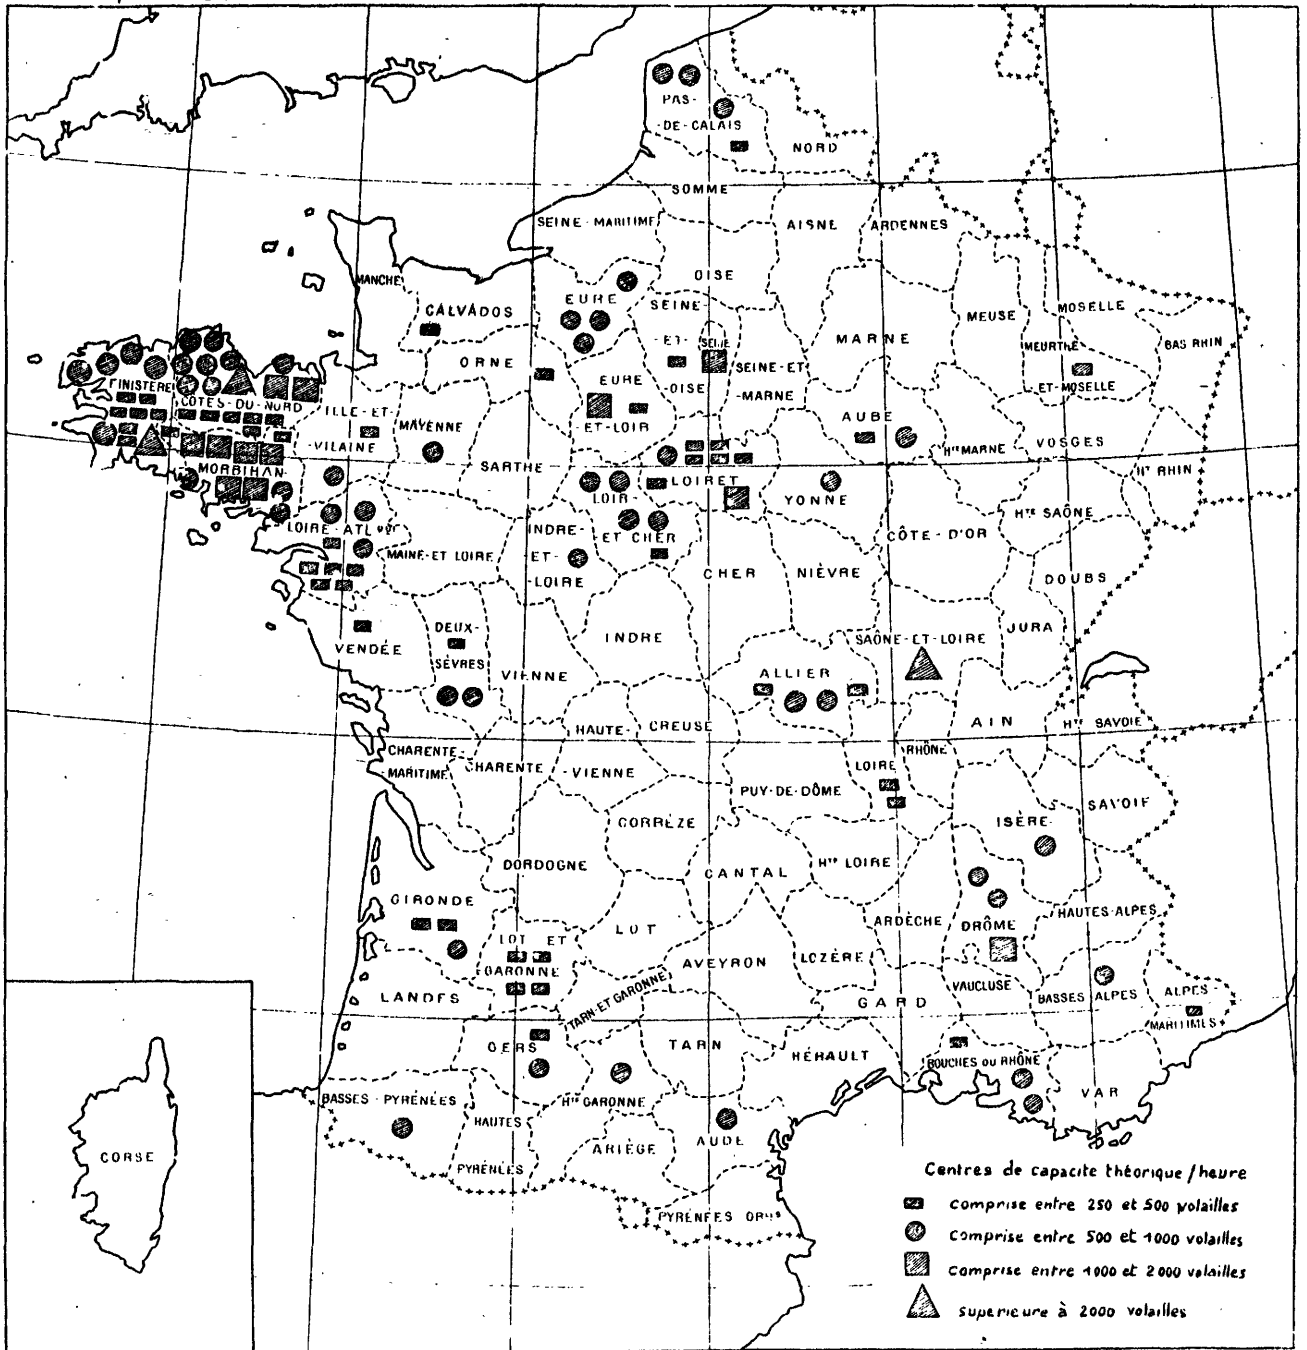 PAS-
-DE-CALAIS
NORD
SOMME
SEINE-MARITIME
AISNE
ARDENNES
OISE
MANCHE
CALVADOS
EURE
SEINE-
-ET-
SEINE
-OISE
MEUSE
MOSELLE
MARNE
MEURTHE
-ET-MOSELLE
BAS RHIN
ORNE
EURE
-ET-LOIR
SEINE-ET
-MARNE
FINISTERE
COTES-DU-NORD
ILLE-ET-
-VILAINE
MAYENNE
SARTHE
AUBE
Hte MARNE
VOSGES
Ht RHIN
MORBIHAN
LOIRET
YONNE
LOIR-
-ET CHER
Hte SAÔNE
LOIRE-ATLque
MAINE-ET LOIRE
INDRE-
-ET-
-LOIRE
CÔTE-D'OR
CHER
NIÈVRE
DOUBS
VENDÉE
DEUX-
SÈVRES
VIENNE
INDRE
SAÔNE-ET-LOIRE
JURA
ALLIER
AIN
Hte SAVOIE
HAUTE-
-VIENNE
CREUSE
CHARENTE-
-MARITIME
CHARENTE
LOIRE
RHÔNE
PUY-DE-DÔME
SAVOIE
ISÈRE
CORRÈZE
DORDOGNE
CANTAL
Hte LOIRE
GIRONDE
ARDÈCHE
DRÔME
HAUTES-ALPES
LOT ET
GARONNE
LOT
AVEYRON
LOZÈRE
LANDES
TARN-ET GARONNE
GARD
VAUCLUSE
BASSES ALPES
ALPES-
MARITIMES
GERS
TARN
HÉRAULT
BOUCHES DU RHÔNE
VAR
BASSES-PYRÉNÉES
HAUTES
PYRÉNÉES
Hte GARONNE
ARIÈGE
AUDE
PYRÉNÉES ORles
CORSE
Centres de capacité théorique/heure
Comprise entre 250 et 500 volailles
Comprise entre 500 et 1000 volailles
Comprise entre 1000 et 2000 volailles
supérieure à 2000 volailles